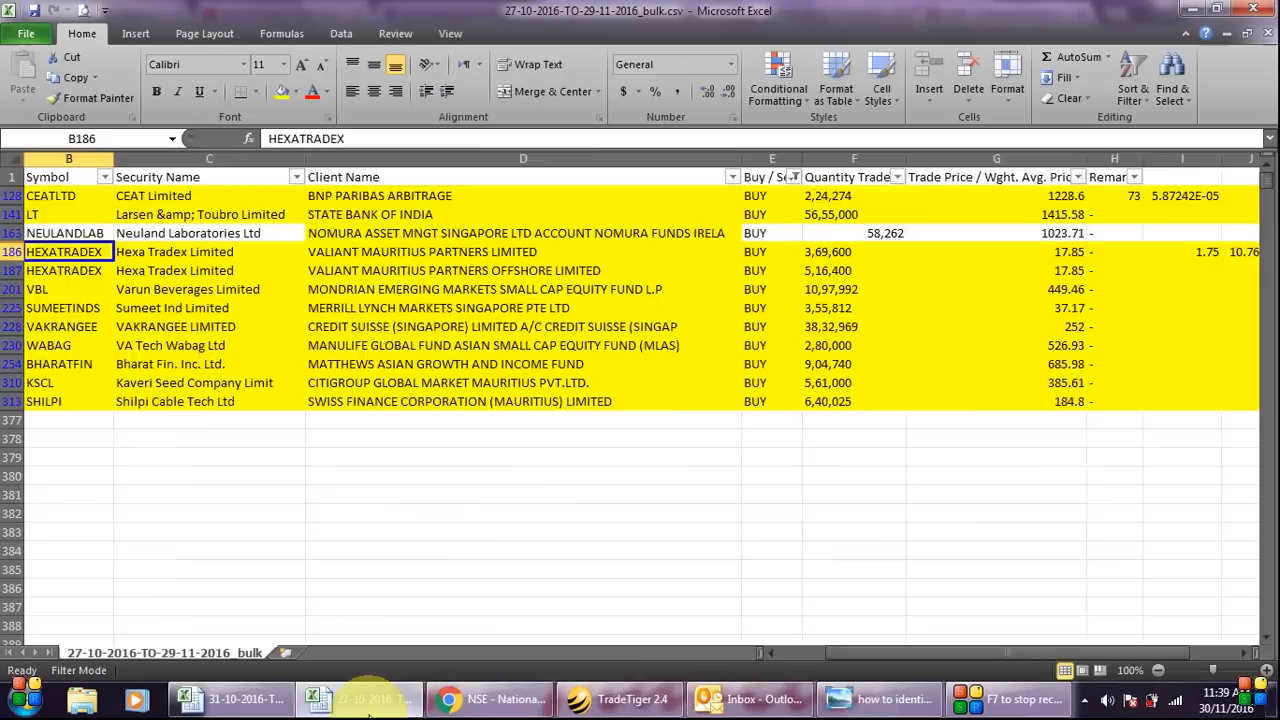 27-10-2016-TO-29-11-2016_bulk.csv - Microsoft Excel
File Home Insert Page Layout Formulas Data Review View
Cut
Copy
Format Painter
Paste
Clipboard
Calibri 11
B I U A
Font
Wrap Text
Merge & Center
Alignment
General
$ % ,
Number
Conditional Formatting
Format as Table
Cell Styles
Styles
Insert
Delete
Format
Cells
AutoSum
Fill
Clear
Sort & Filter
Find & Select
Editing
B186 fx HEXATRADEX
B C D E F G H I J
1 Symbol Security Name Client Name Buy / Se Quantity Trade Trade Price / Wght. Avg. Pric Remar
128 CEATLTD CEAT Limited BNP PARIBAS ARBITRAGE BUY 2,24,274 1228.6 73 5.87242E-05
141 LT Larsen &amp; Toubro Limited STATE BANK OF INDIA BUY 56,55,000 1415.58 -
163 NEULANDLAB Neuland Laboratories Ltd NOMURA ASSET MNGT SINGAPORE LTD ACCOUNT NOMURA FUNDS IRELA BUY 58,262 1023.71 -
186 HEXATRADEX Hexa Tradex Limited VALIANT MAURITIUS PARTNERS LIMITED BUY 3,69,600 17.85 - 1.75 10.76
187 HEXATRADEX Hexa Tradex Limited VALIANT MAURITIUS PARTNERS OFFSHORE LIMITED BUY 5,16,400 17.85 -
201 VBL Varun Beverages Limited MONDRIAN EMERGING MARKETS SMALL CAP EQUITY FUND L.P BUY 10,97,992 449.46 -
225 SUMEETINDS Sumeet Ind Limited MERRILL LYNCH MARKETS SINGAPORE PTE LTD BUY 3,55,812 37.17 -
228 VAKRANGEE VAKRANGEE LIMITED CREDIT SUISSE (SINGAPORE) LIMITED A/C CREDIT SUISSE (SINGAP BUY 38,32,969 252 -
230 WABAG VA Tech Wabag Ltd MANULIFE GLOBAL FUND ASIAN SMALL CAP EQUITY FUND (MLAS) BUY 2,80,000 526.93 -
254 BHARATFIN Bharat Fin. Inc. Ltd. MATTHEWS ASIAN GROWTH AND INCOME FUND BUY 9,04,740 685.98 -
310 KSCL Kaveri Seed Company Limit CITIGROUP GLOBAL MARKET MAURITIUS PVT.LTD. BUY 5,61,000 385.61 -
313 SHILPI Shilpi Cable Tech Ltd SWISS FINANCE CORPORATION (MAURITIUS) LIMITED BUY 6,40,025 184.8 -
377
378
379
380
381
382
383
384
385
386
387
388
389
27-10-2016-TO-29-11-2016_bulk
Ready Filter Mode 100%
31-10-2016-T... 27-10-2016-T... NSE - Nationa... TradeTiger 2.4 Inbox - Outlo... how to identi... F7 to stop rec... 11:39 AM
30/11/2016